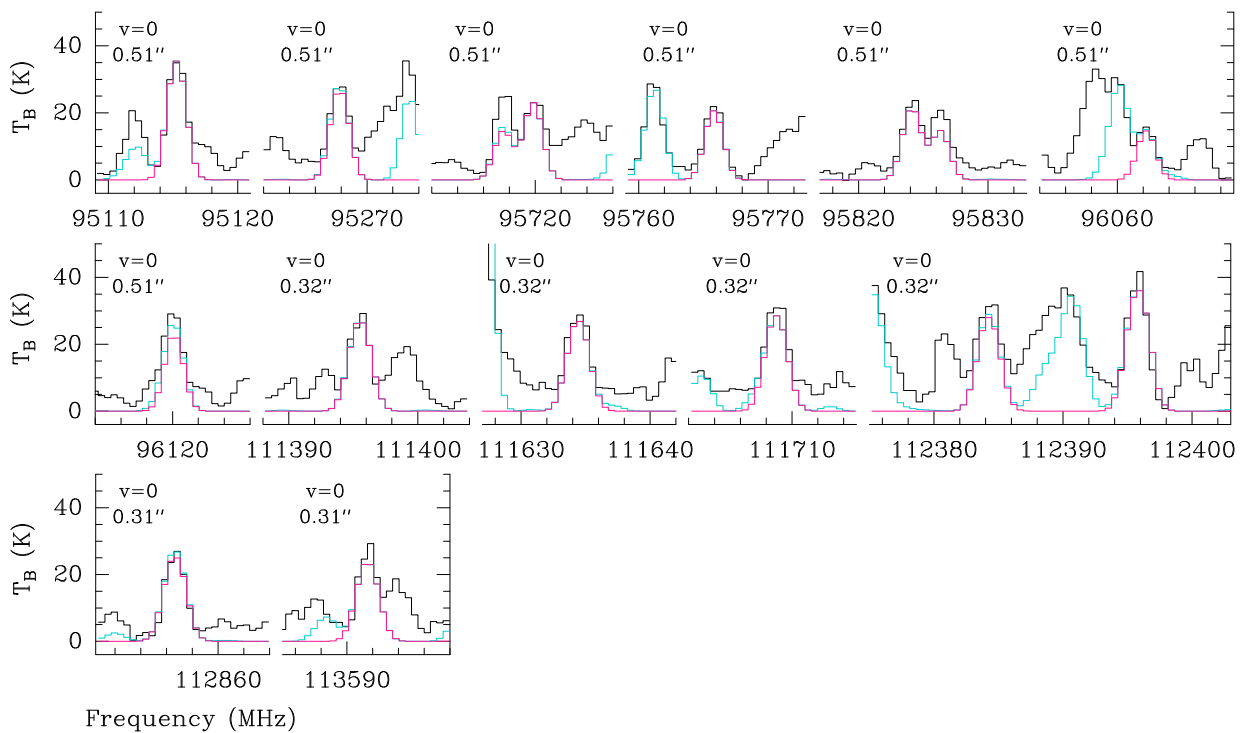 v=0 v=0 v=0 v=0 v=0 v=0
0.51″ 0.51″ 0.51″ 0.51″ 0.51″ 0.51″
40
20
0
T_B (K)
95110 95120 95270 95720 95760 95770 95820 95830 96060
v=0 v=0 v=0 v=0 v=0
0.51″ 0.32″ 0.32″ 0.32″ 0.32″
40
20
0
T_B (K)
96120 111390 111400 111630 111640 111710 112380 112390 112400
v=0 v=0
0.31″ 0.31″
40
20
0
T_B (K)
112860 113590
Frequency (MHz)